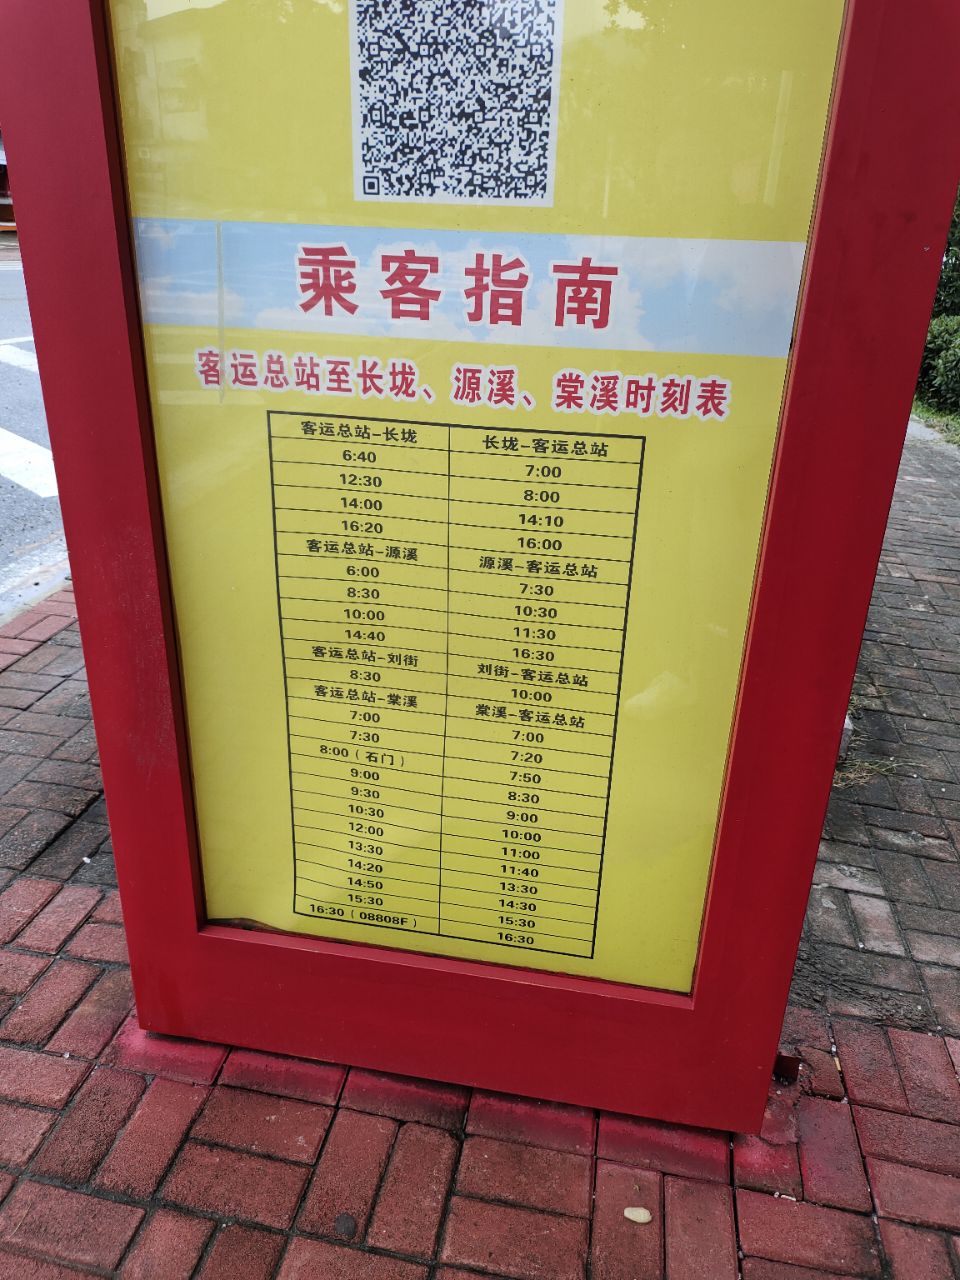 乘客指南
客运总站至长垅、源溪、棠溪时刻表
客运总站-长垅 长垅-客运总站
6:40 7:00
12:30 8:00
14:00 14:10
16:20 16:00
客运总站-源溪 源溪-客运总站
6:00 7:30
8:30 10:30
10:00 11:30
14:40 16:30
客运总站-刘街 刘街-客运总站
8:30 10:00
客运总站-棠溪 棠溪-客运总站
7:00 7:00
7:30 7:20
8:00（石门） 7:50
9:00 8:30
9:30 9:00
10:30 10:00
12:00 11:00
13:30 11:40
14:20 13:30
14:50 14:30
15:30 15:30
16:30（08808F） 16:30